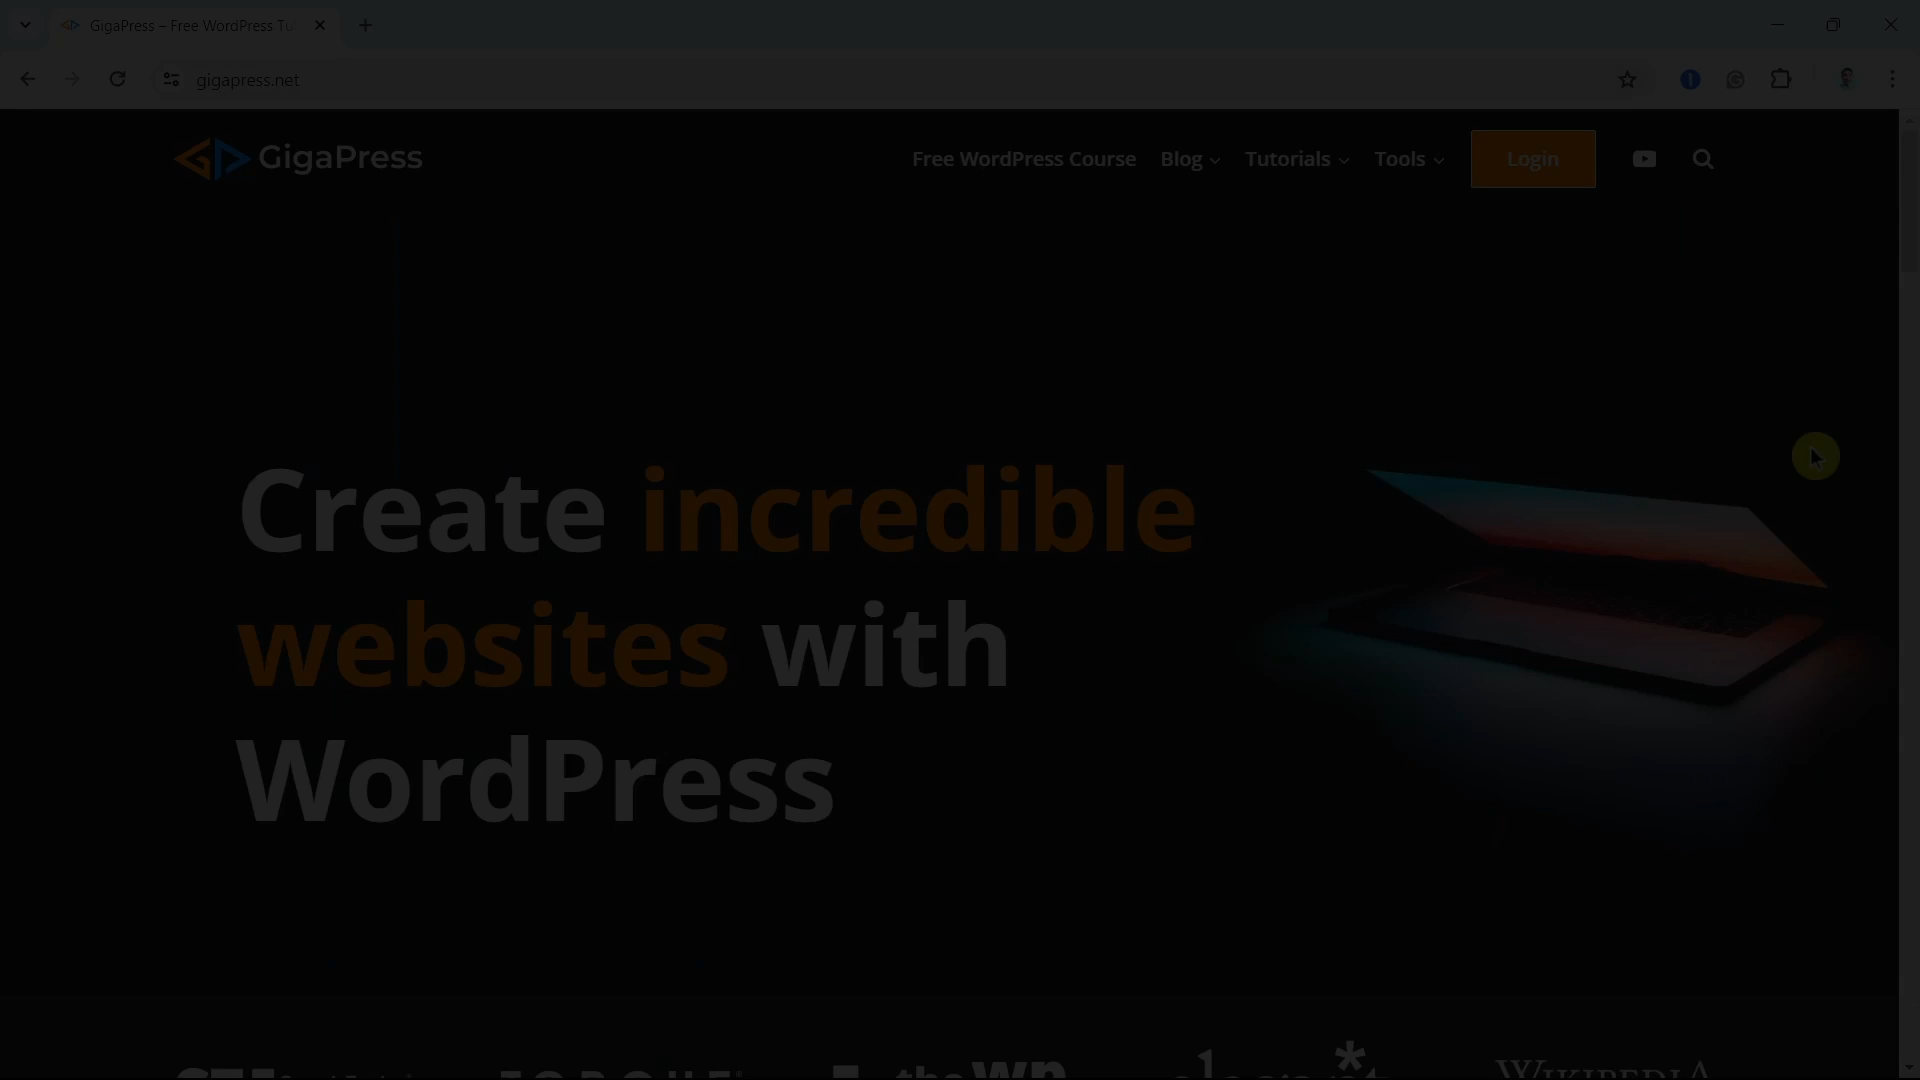 GigaPress – Free WordPress Tu
gigapress.net
GigaPress
Free WordPress Course Blog Tutorials Tools Login
Create incredible
websites with
WordPress
WIKIPEDIA